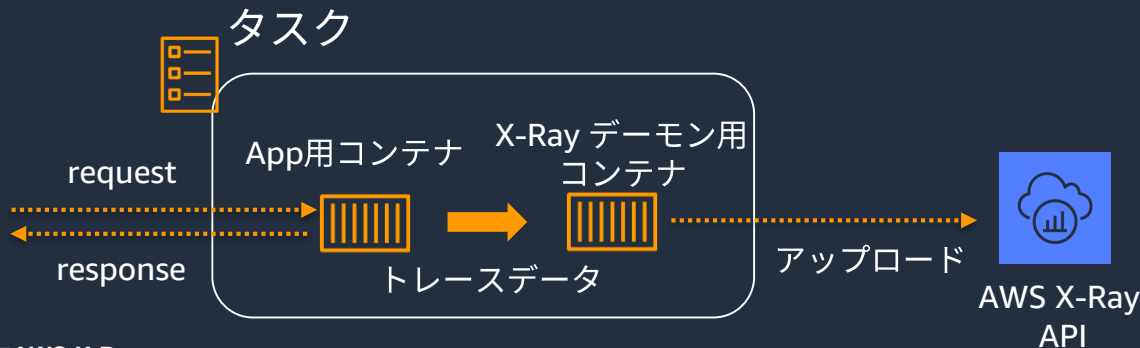 タスク
App用コンテナ
X-Ray デーモン用
コンテナ
request
response
トレースデータ
アップロード
AWS X-Ray
API